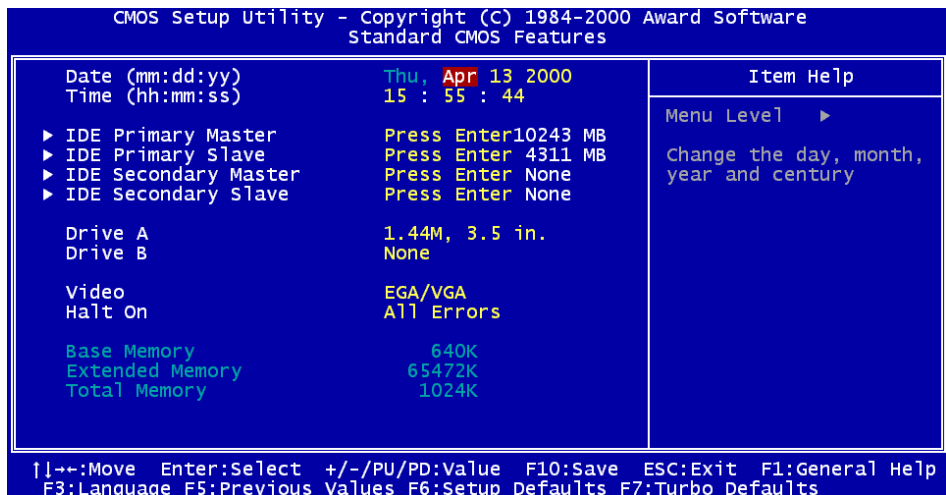 CMOS Setup Utility - Copyright (C) 1984-2000 Award Software
Standard CMOS Features
Date (mm:dd:yy) Thu, Apr 13 2000
Time (hh:mm:ss) 15 : 55 : 44
► IDE Primary Master Press Enter10243 MB
► IDE Primary Slave Press Enter 4311 MB
► IDE Secondary Master Press Enter None
► IDE Secondary Slave Press Enter None
Drive A 1.44M, 3.5 in.
Drive B None
Video EGA/VGA
Halt On All Errors
Base Memory 640K
Extended Memory 65472K
Total Memory 1024K
Item Help
Menu Level ►
Change the day, month,
year and century
↑↓→←:Move Enter:Select +/-/PU/PD:Value F10:Save ESC:Exit F1:General Help
F3:Language F5:Previous Values F6:Setup Defaults F7:Turbo Defaults